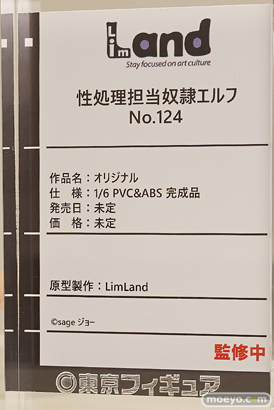 LimLand
Stay focused on art culture
性処理担当奴隷エルフ
No.124
作品名：オリジナル
仕　様：1/6 PVC&ABS 完成品
発売日：未定
価　格：未定
原型製作：LimLand
©sage ジョー
監修中
東京フィギュア
moeyo.com